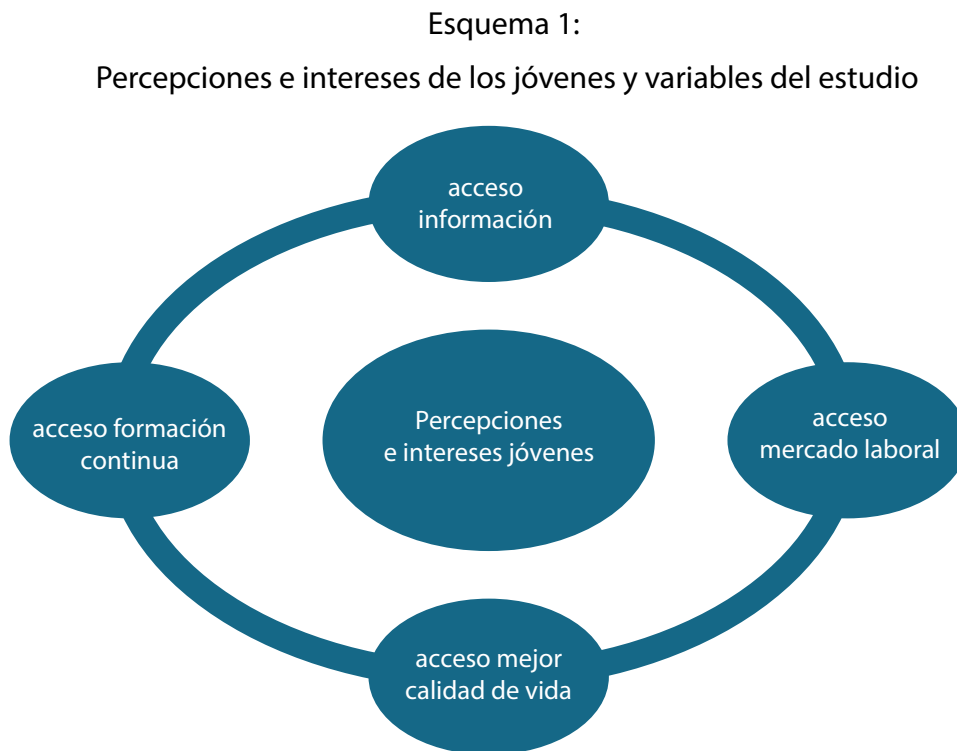 Esquema 1:
Percepciones e intereses de los jóvenes y variables del estudio
acceso
información
acceso formación
continua
Percepciones
e intereses jóvenes
acceso
mercado laboral
acceso mejor
calidad de vida